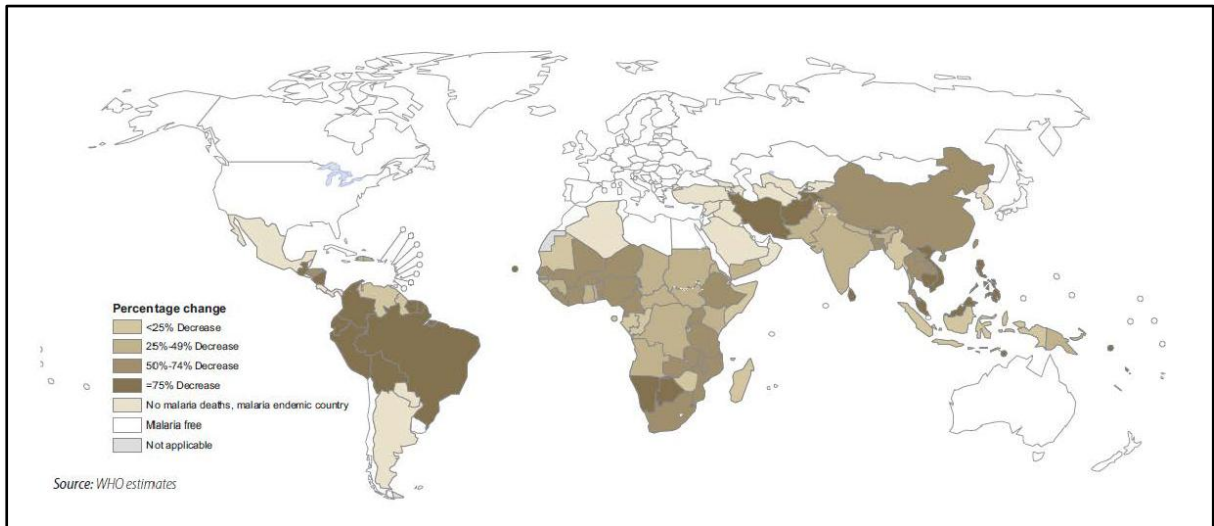 Percentage change
<25% Decrease
25%-49% Decrease
50%-74% Decrease
=75% Decrease
No malaria deaths, malaria endemic country
Malaria free
Not applicable
Source: WHO estimates